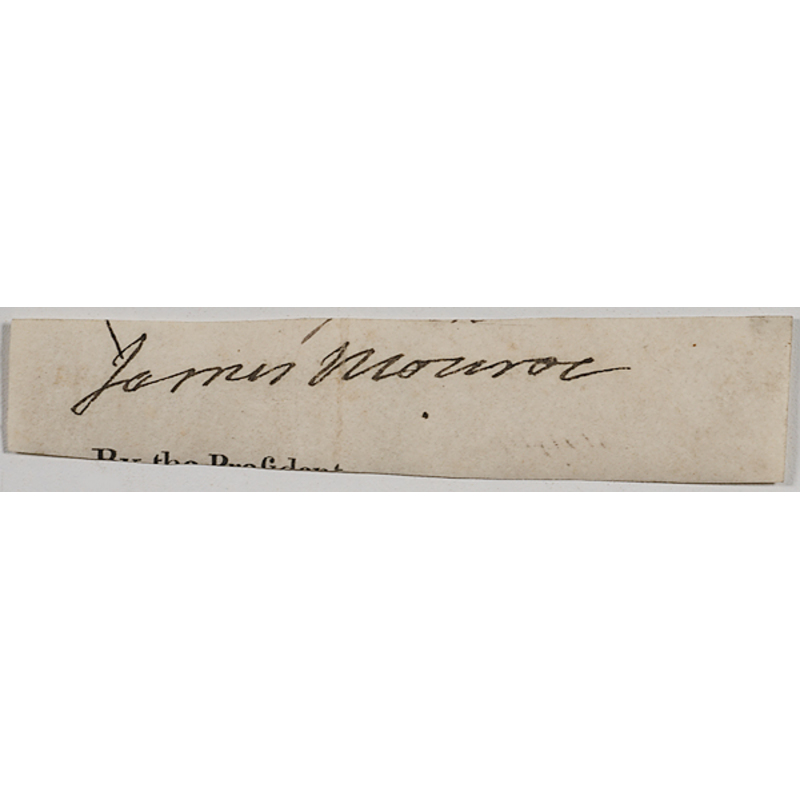 James Monroe
By the Preſident